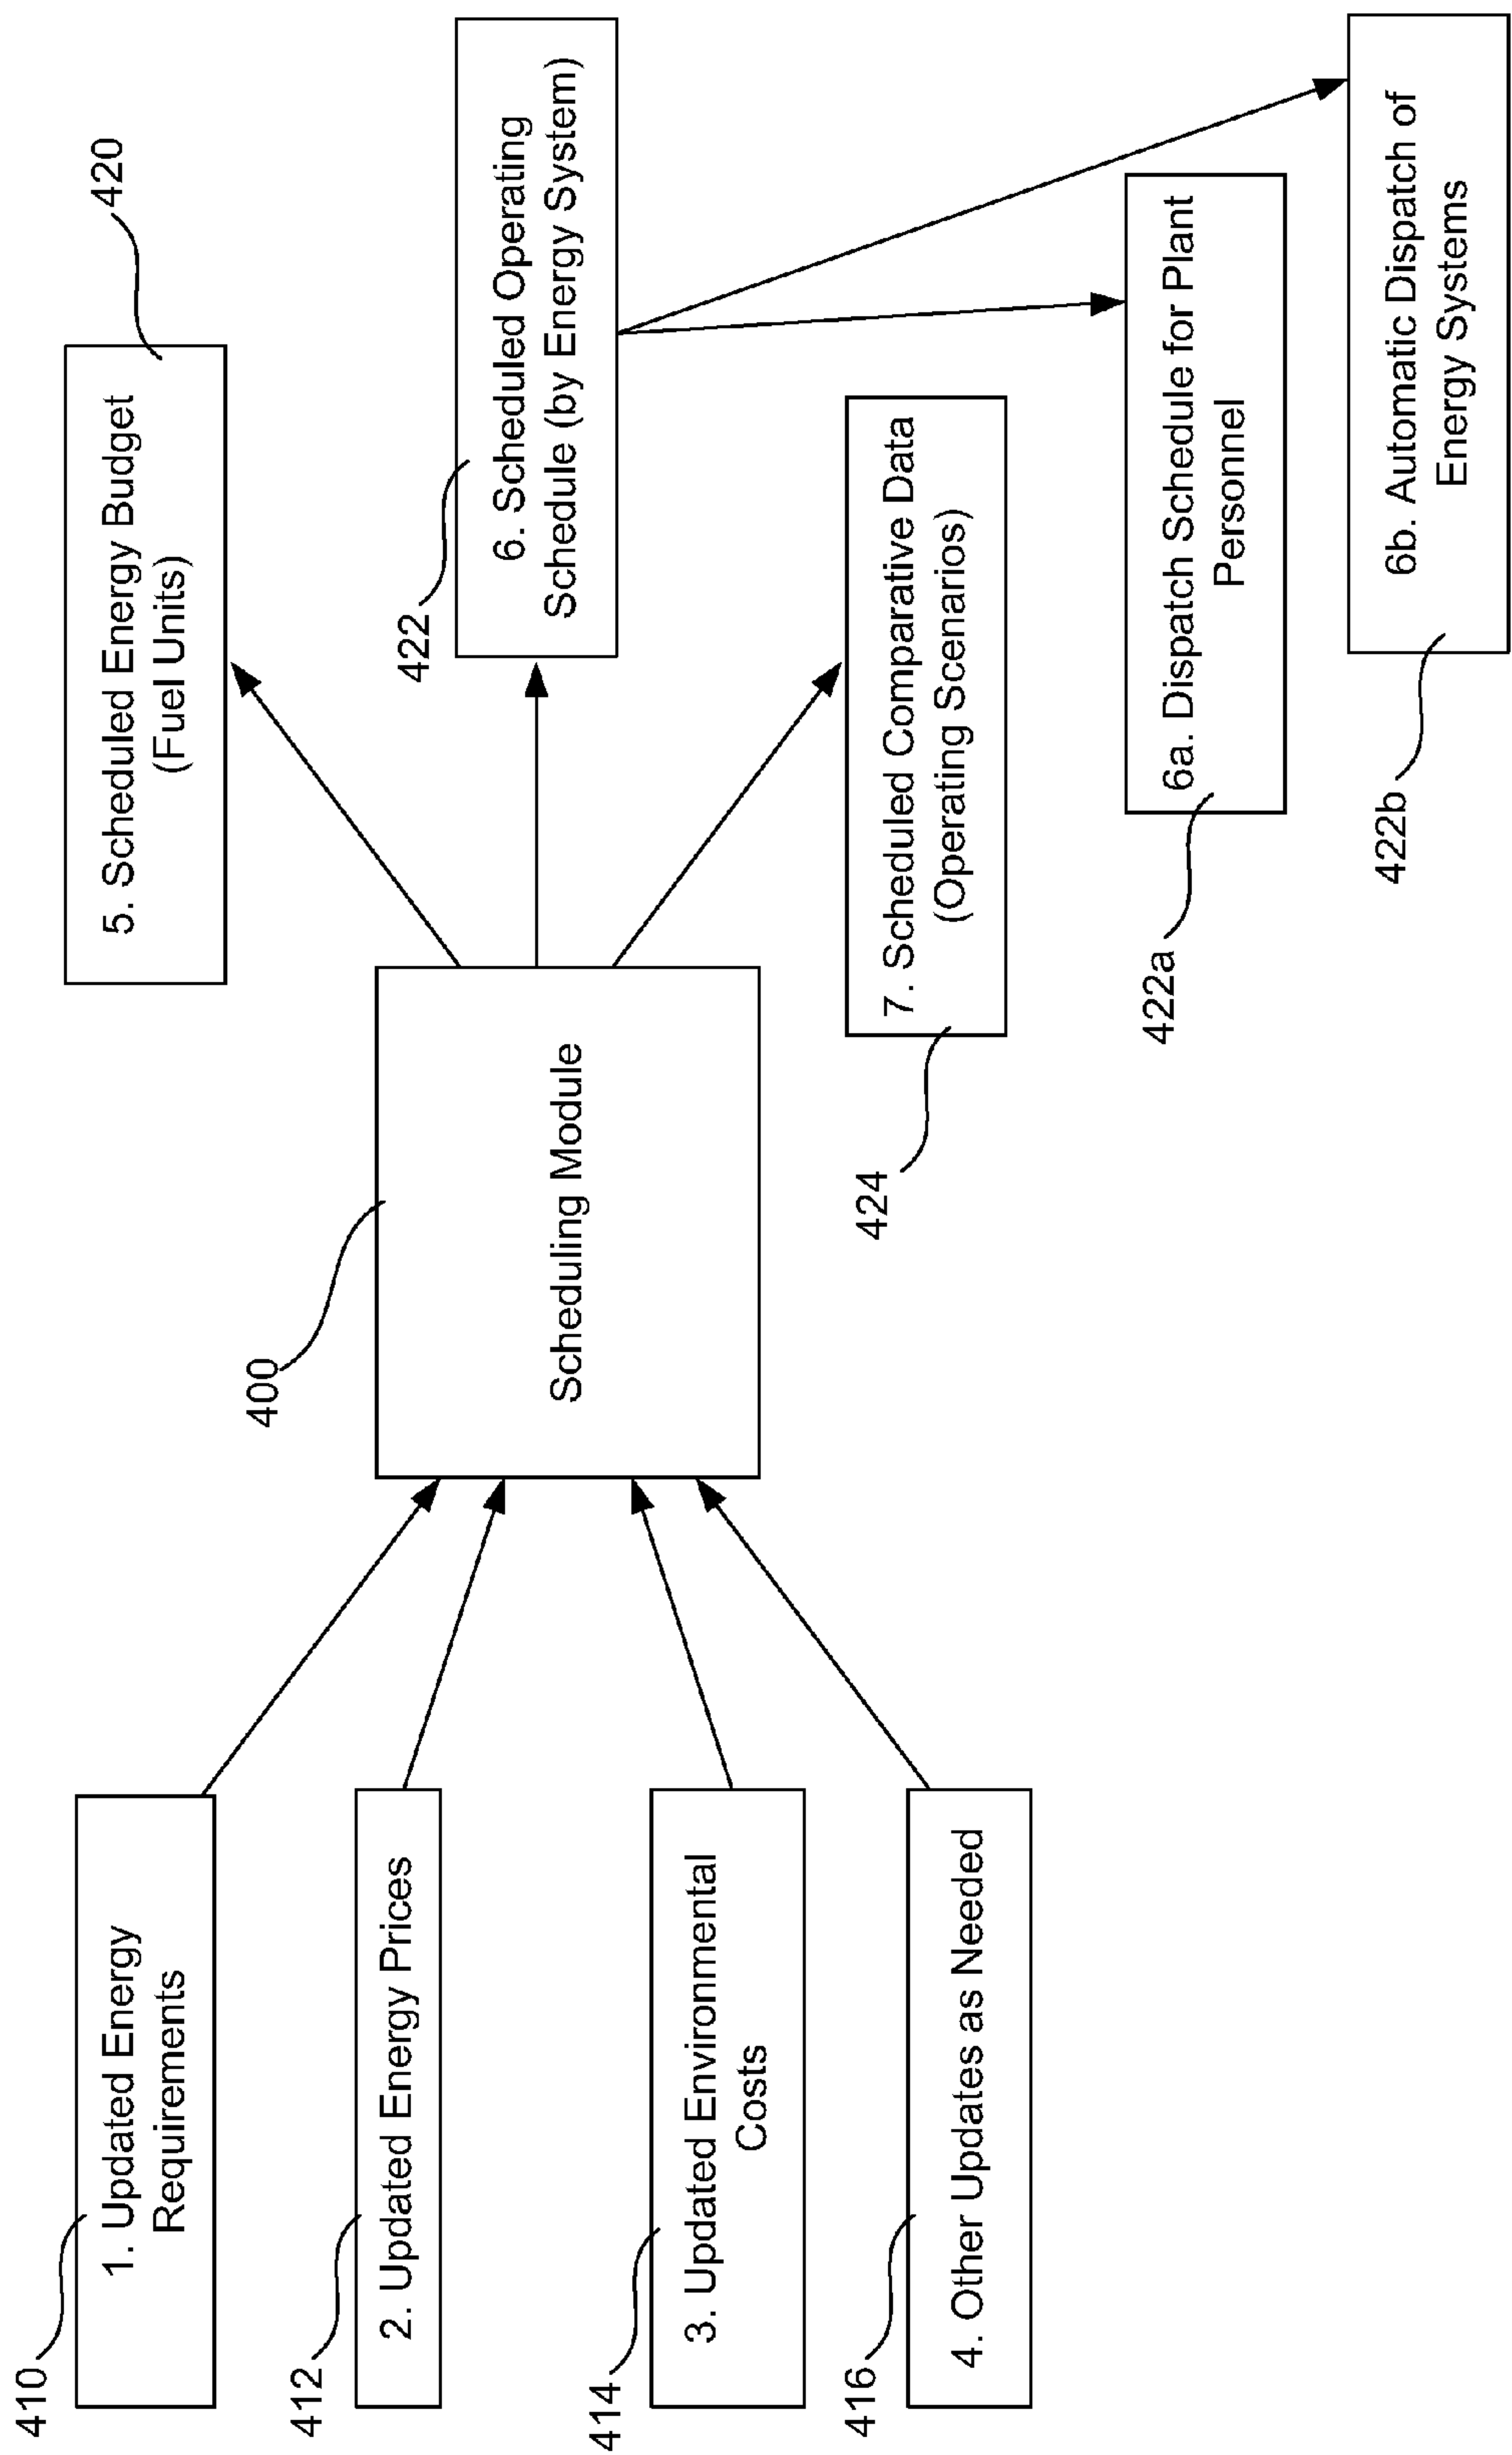 410
1. Updated Energy
Requirements
412
2. Updated Energy Prices
414
3. Updated Environmental
Costs
416
4. Other Updates as Needed
400
Scheduling Module
420
5. Scheduled Energy Budget
(Fuel Units)
422
6. Scheduled Operating
Schedule (by Energy System)
424
7. Scheduled Comparative Data
(Operating Scenarios)
422a
6a. Dispatch Schedule for Plant
Personnel
422b
6b. Automatic Dispatch of
Energy Systems